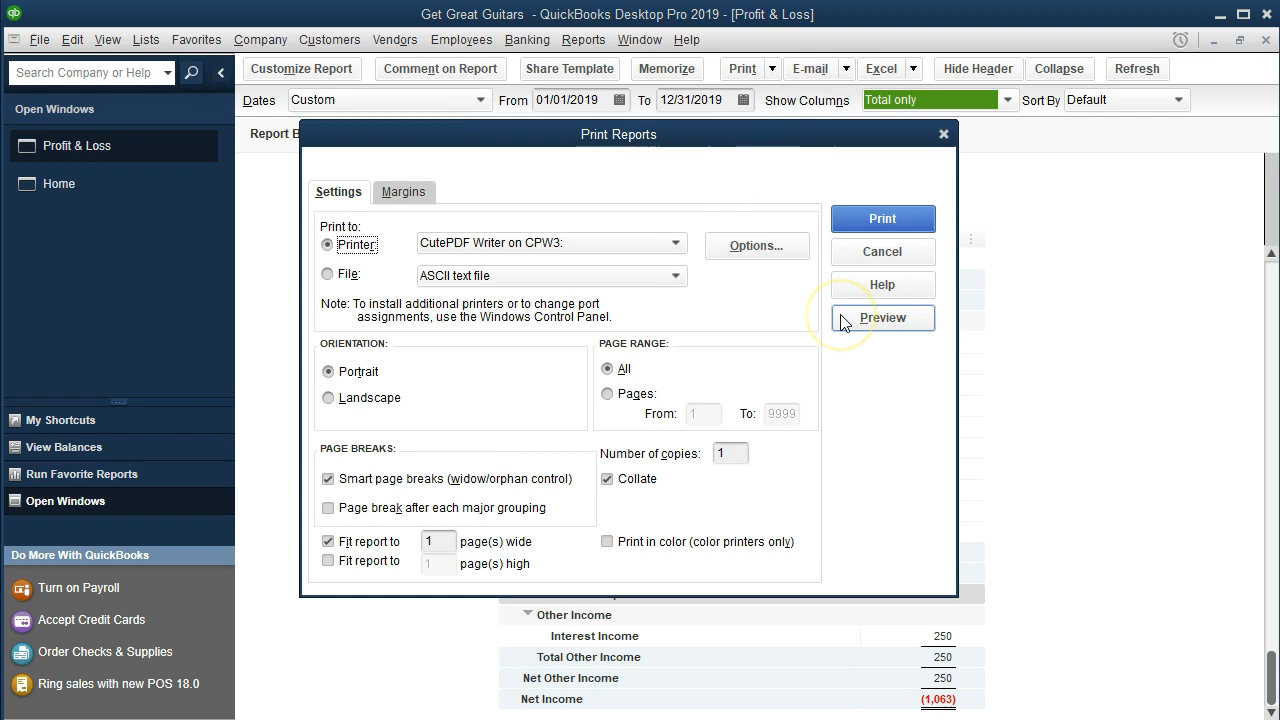 Get Great Guitars - QuickBooks Desktop Pro 2019 - [Profit & Loss]
File Edit View Lists Favorites Company Customers Vendors Employees Banking Reports Window Help
Search Company or Help
Customize Report Comment on Report Share Template Memorize Print E-mail Excel Hide Header Collapse Refresh
Open Windows
Dates Custom From 01/01/2019 To 12/31/2019 Show Columns Total only Sort By Default
Profit & Loss
Home
Report B
Print Reports
Settings Margins
Print to:
Printer: CutePDF Writer on CPW3: Options...
File: ASCII text file
Note: To install additional printers or to change port
assignments, use the Windows Control Panel.
Print
Cancel
Help
Preview
ORIENTATION:
Portrait
Landscape
PAGE RANGE:
All
Pages:
From: 1 To: 9999
PAGE BREAKS:
Smart page breaks (widow/orphan control)
Page break after each major grouping
Number of copies: 1
Collate
Fit report to 1 page(s) wide
Fit report to 1 page(s) high
Print in color (color printers only)
My Shortcuts
View Balances
Run Favorite Reports
Open Windows
Do More With QuickBooks
Turn on Payroll
Accept Credit Cards
Order Checks & Supplies
Ring sales with new POS 18.0
Other Income
Interest Income 250
Total Other Income 250
Net Other Income 250
Net Income (1,063)